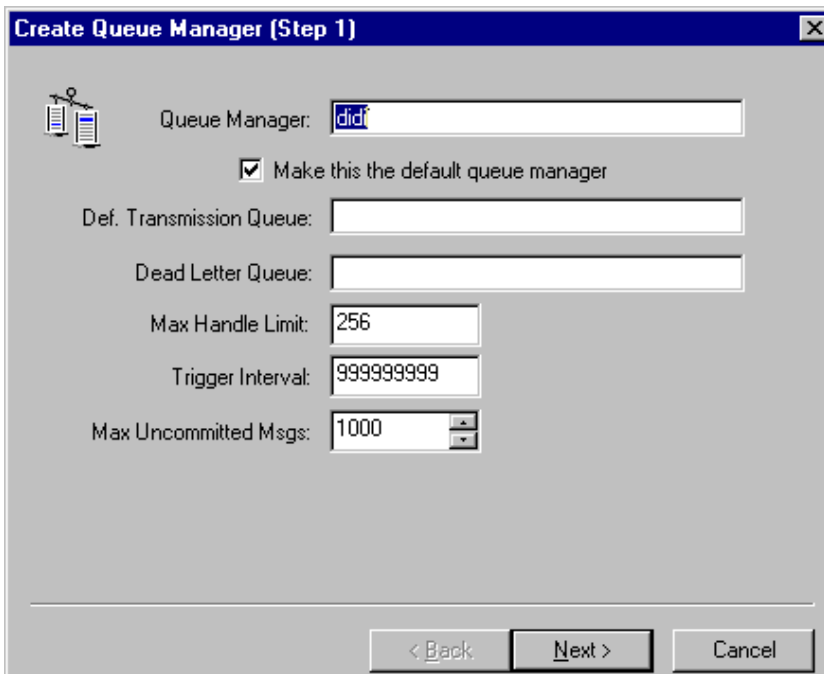 Create Queue Manager (Step 1)
Queue Manager:
Make this the default queue manager
Def. Transmission Queue:
Dead Letter Queue:
Max Handle Limit: 256
Trigger Interval: 999999999
Max Uncommitted Msgs: 1000
< Back Next > Cancel